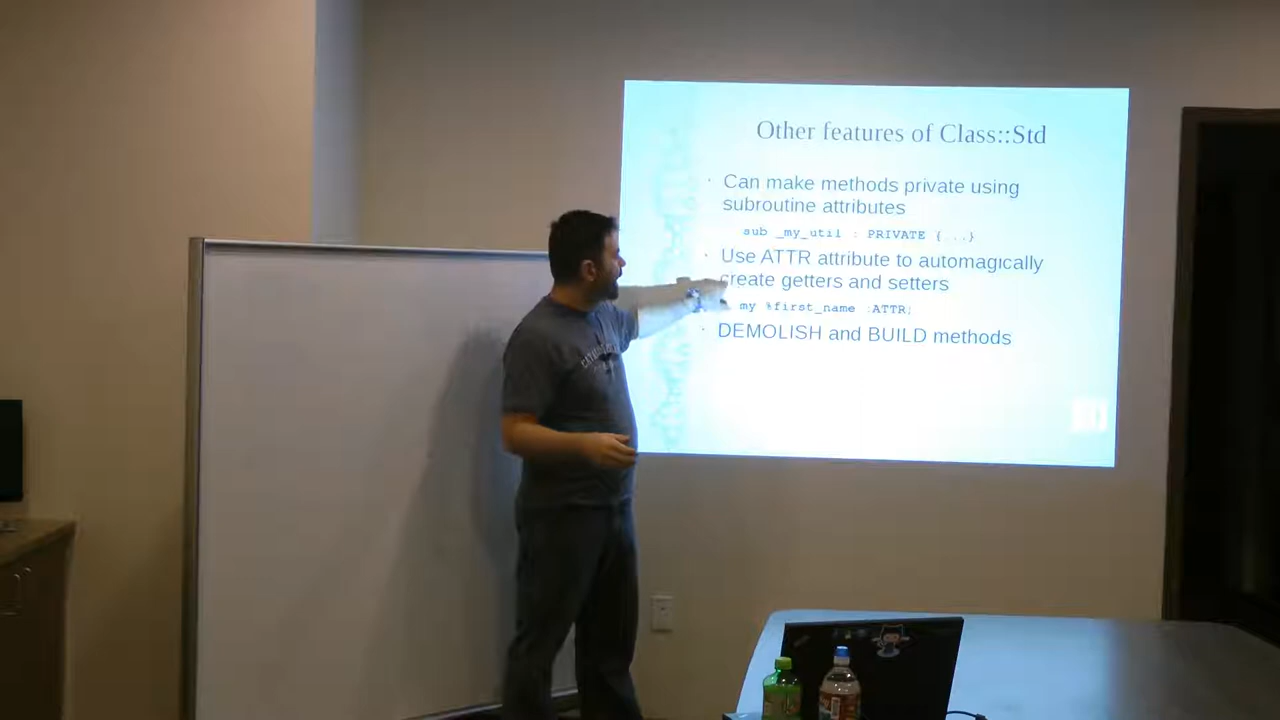 Other features of Class::Std
Can make methods private using
subroutine attributes
sub _my_util : PRIVATE {...}
Use ATTR attribute to automagically
create getters and setters
my %first_name :ATTR;
DEMOLISH and BUILD methods